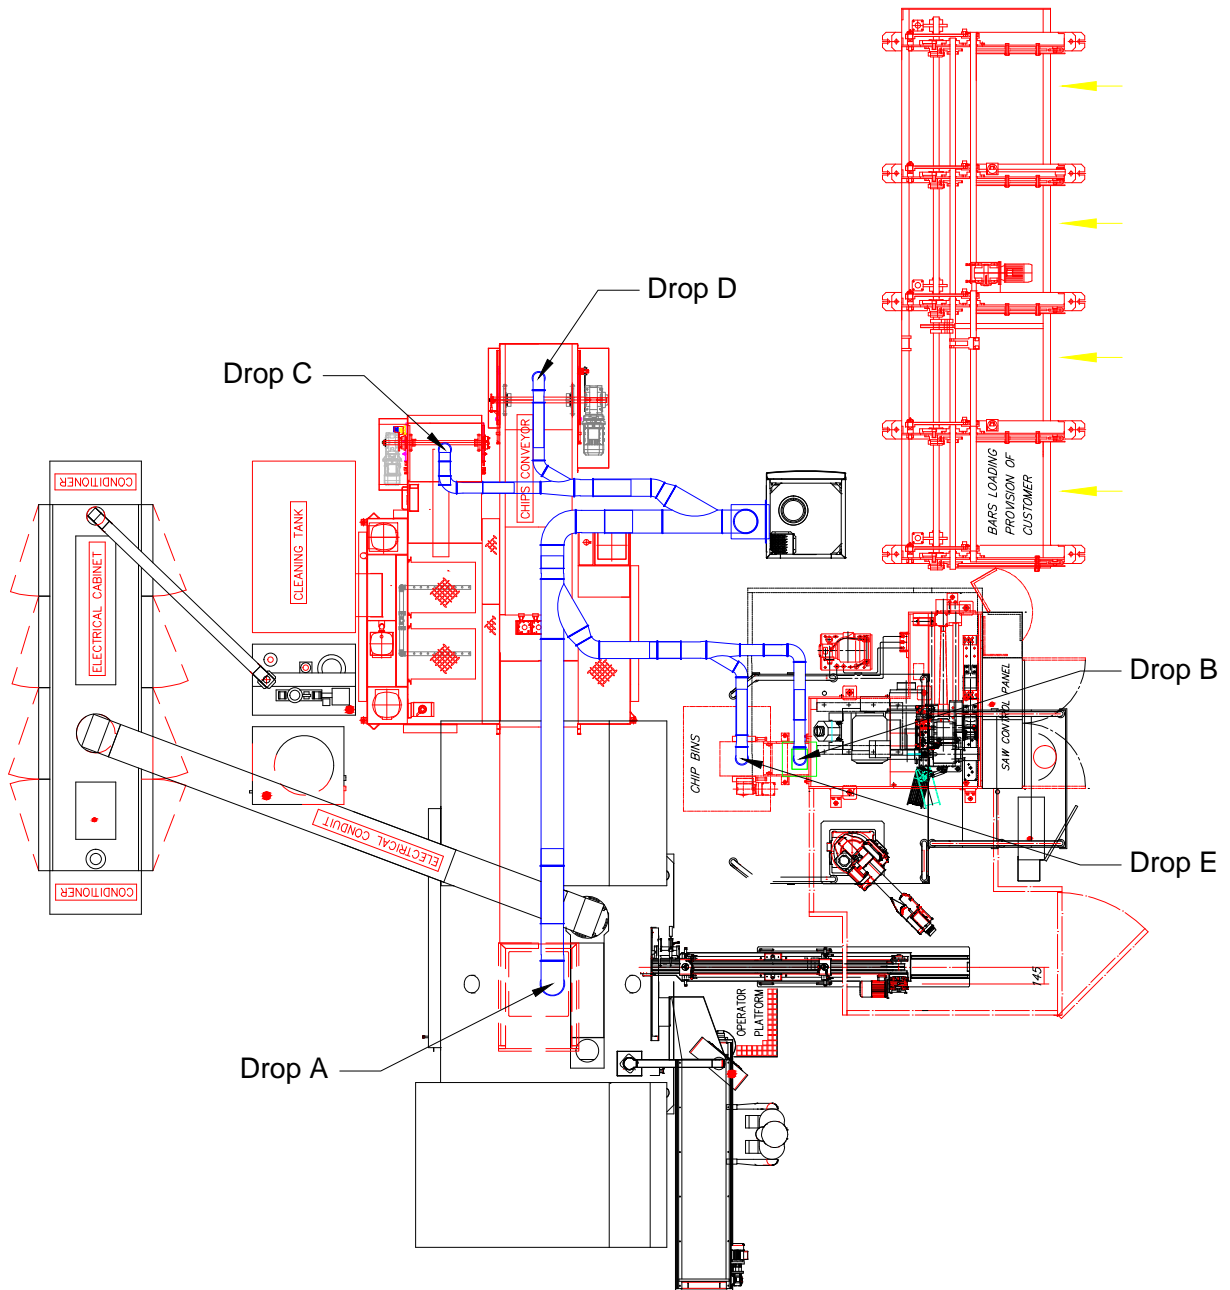 Drop D
Drop C
CHIPS CONVEYOR
BARS LOADING
PROVISION OF
CUSTOMER
CONDITIONER
ELECTRICAL CABINET
CLEANING TANK
Drop B
SAW CONTROL PANEL
CHIP BINS
ELECTRICAL CONDUIT
Drop E
CONDITIONER
145
OPERATOR
PLATFORM
Drop A